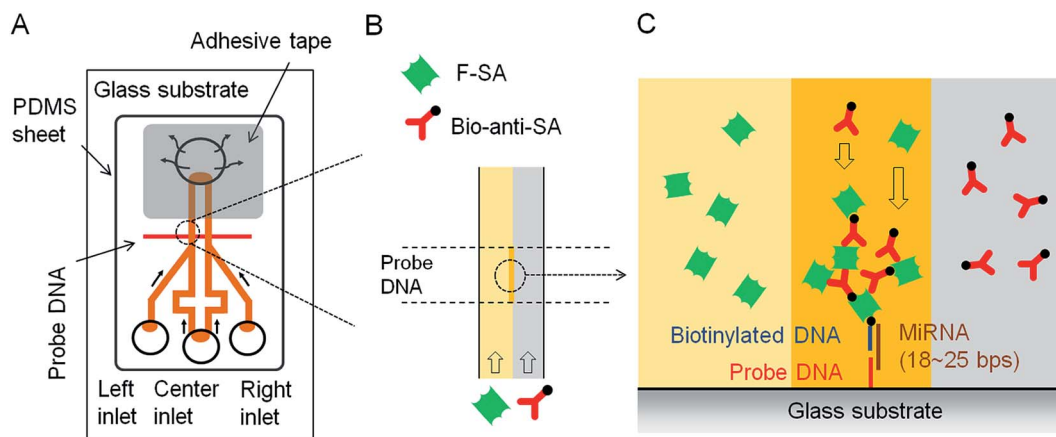 A
Adhesive tape
Glass substrate
PDMS
sheet
Probe DNA
Left
inlet
Center
inlet
Right
inlet
B
F-SA
Bio-anti-SA
Probe
DNA
C
Biotinylated DNA
MiRNA
(18~25 bps)
Probe DNA
Glass substrate